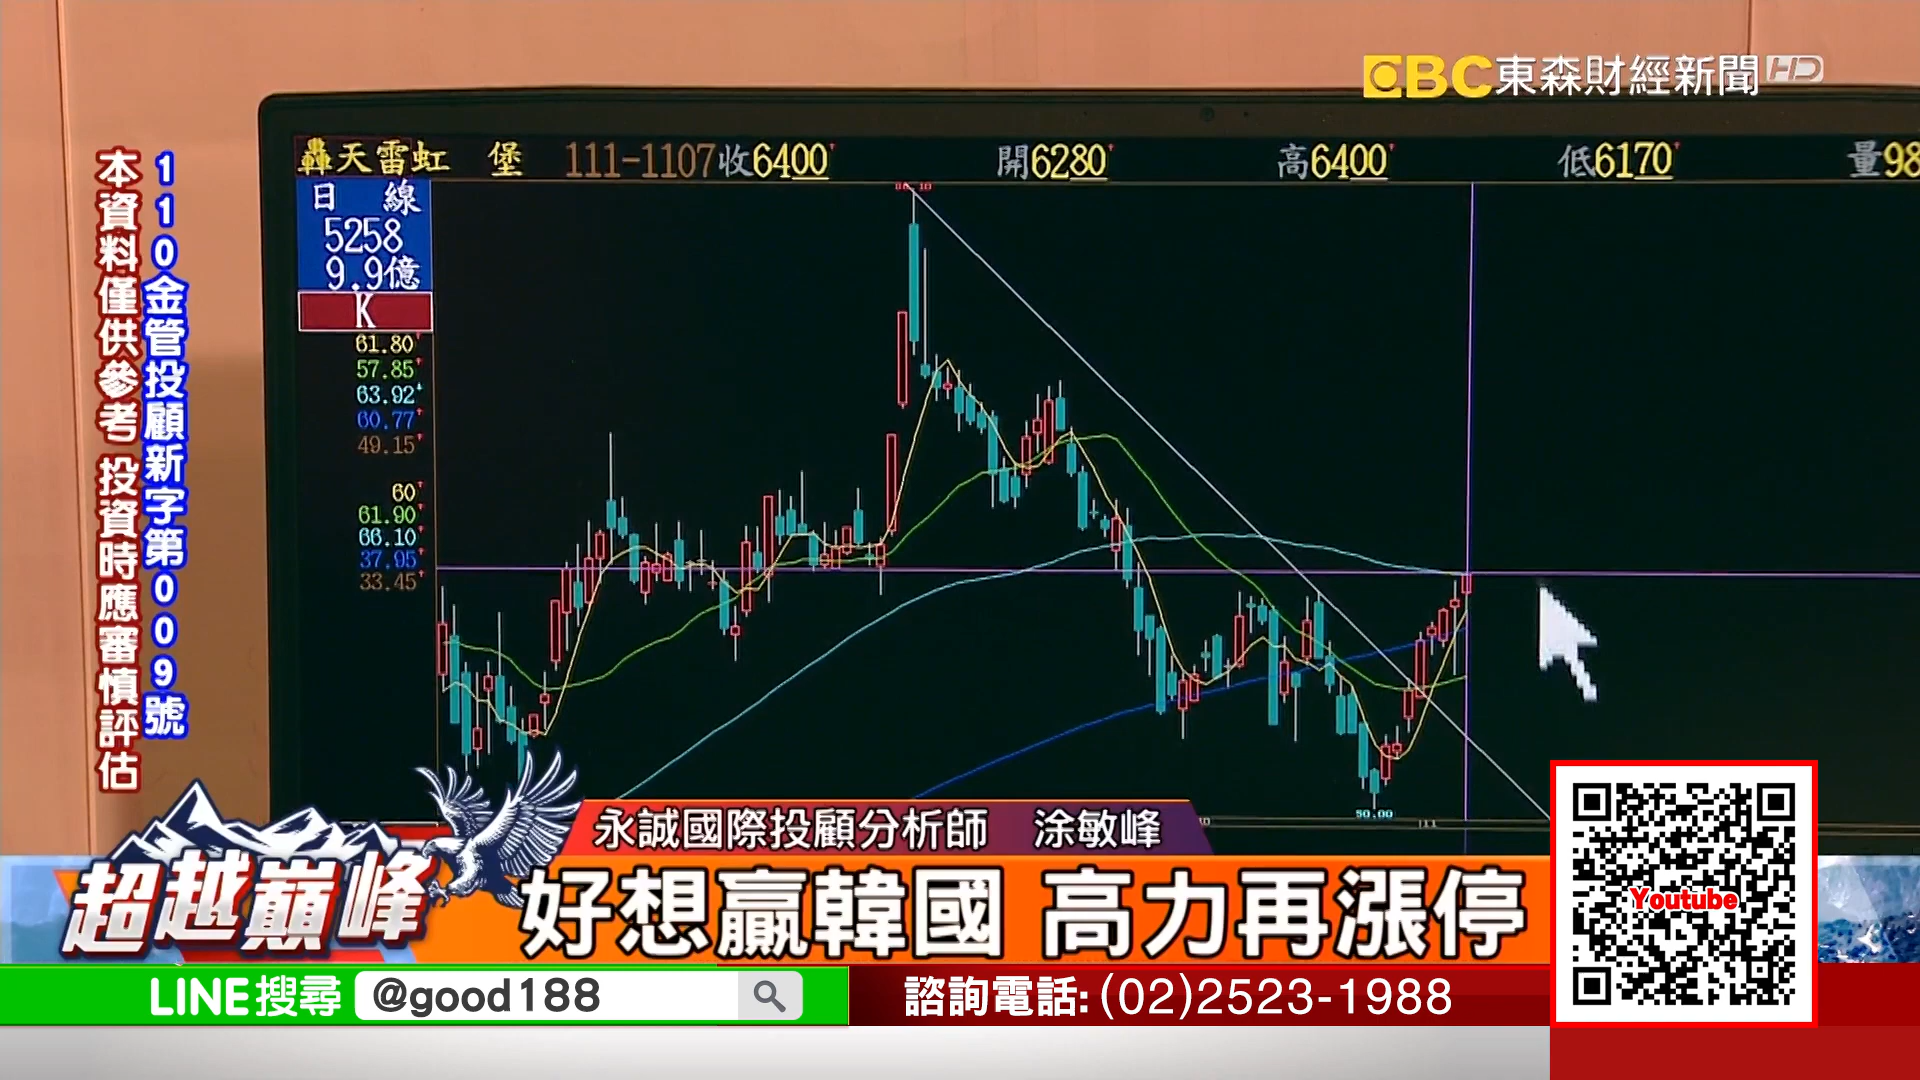 EBC東森財經新聞HD
本資料僅供參考 投資時應審慎評估
110金管投顧新字第009號
轟天雷虹堡 111-1107 收6400 開6280 高6400 低6170 量98
日 線
5258
9.9億
K
61.80
57.85
63.92
60.77
49.15
60
61.90
66.10
37.95
33.45
50.00
11
永誠國際投顧分析師 涂敏峰
超越巔峰
好想贏韓國 高力再漲停
Youtube
LINE搜尋 @good188
諮詢電話:(02)2523-1988